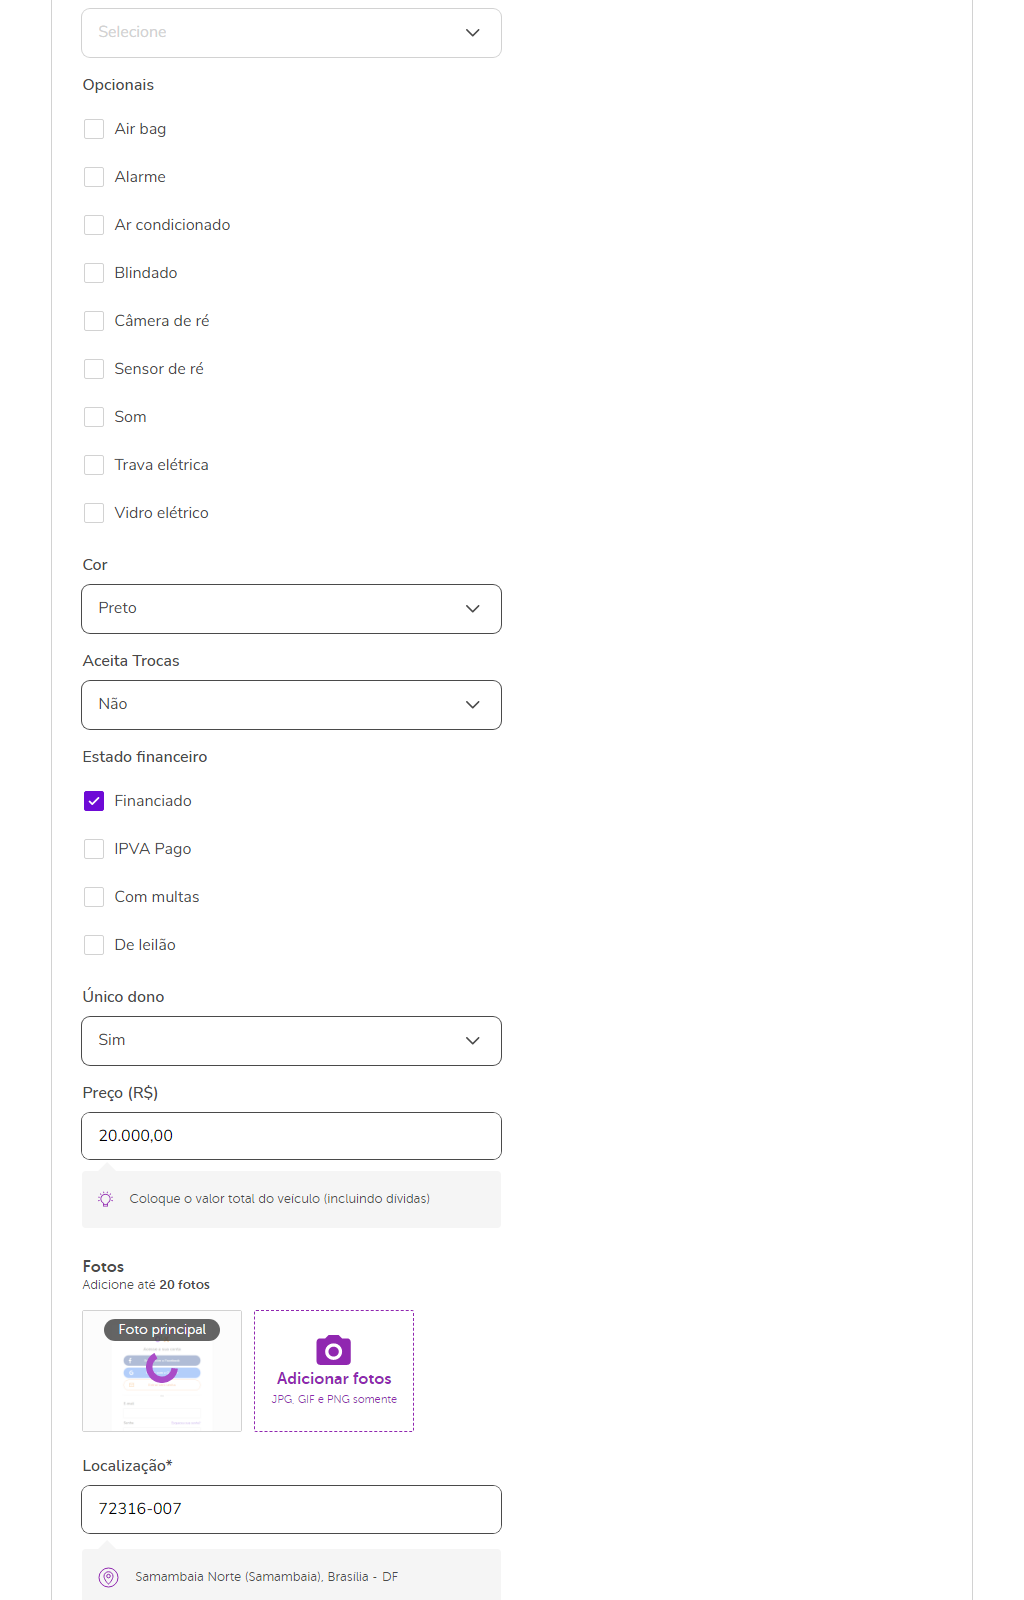 Selecione
Opcionais
Air bag
Alarme
Ar condicionado
Blindado
Câmera de ré
Sensor de ré
Som
Trava elétrica
Vidro elétrico
Cor
Preto
Aceita Trocas
Não
Estado financeiro
Financiado
IPVA Pago
Com multas
De leilão
Único dono
Sim
Preço (R$)
20.000,00
Coloque o valor total do veículo (incluindo dívidas)
Fotos
Adicione até 20 fotos
Foto principal
Adicionar fotos
JPG, GIF e PNG somente
Localização*
72316-007
Samambaia Norte (Samambaia), Brasília - DF